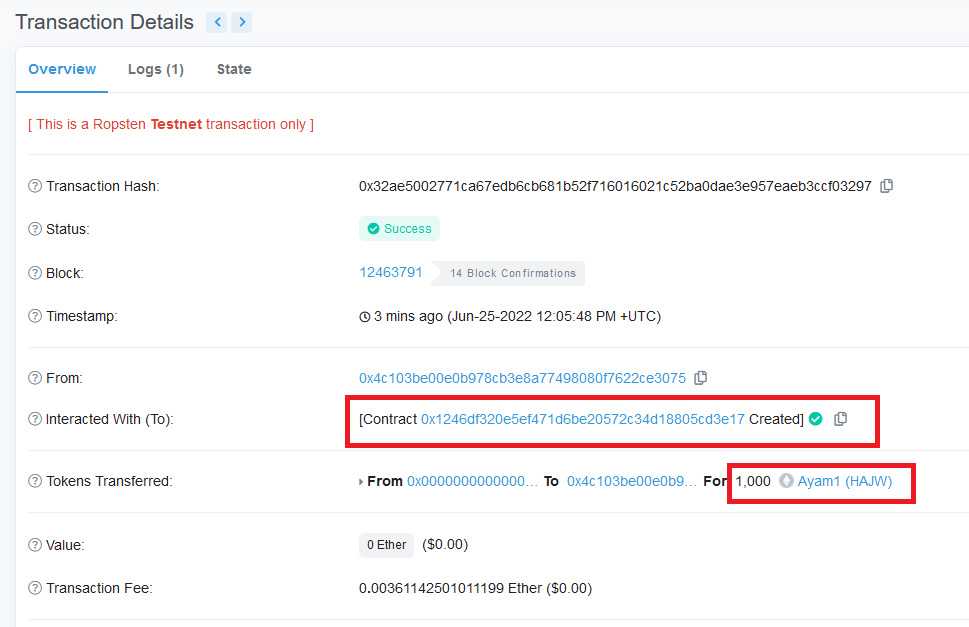 Transaction Details
Overview Logs (1) State
[ This is a Ropsten Testnet transaction only ]
Transaction Hash: 0x32ae5002771ca67edb6cb681b52f716016021c52ba0dae3e957eaeb3ccf03297
Status: Success
Block: 12463791 14 Block Confirmations
Timestamp: 3 mins ago (Jun-25-2022 12:05:48 PM +UTC)
From: 0x4c103be00e0b978cb3e8a77498080f7622ce3075
Interacted With (To): [Contract 0x1246df320e5ef471d6be20572c34d18805cd3e17 Created]
Tokens Transferred: From 0x0000000000000... To 0x4c103be00e0b9... For 1,000 Ayam1 (HAJW)
Value: 0 Ether ($0.00)
Transaction Fee: 0.00361142501011199 Ether ($0.00)